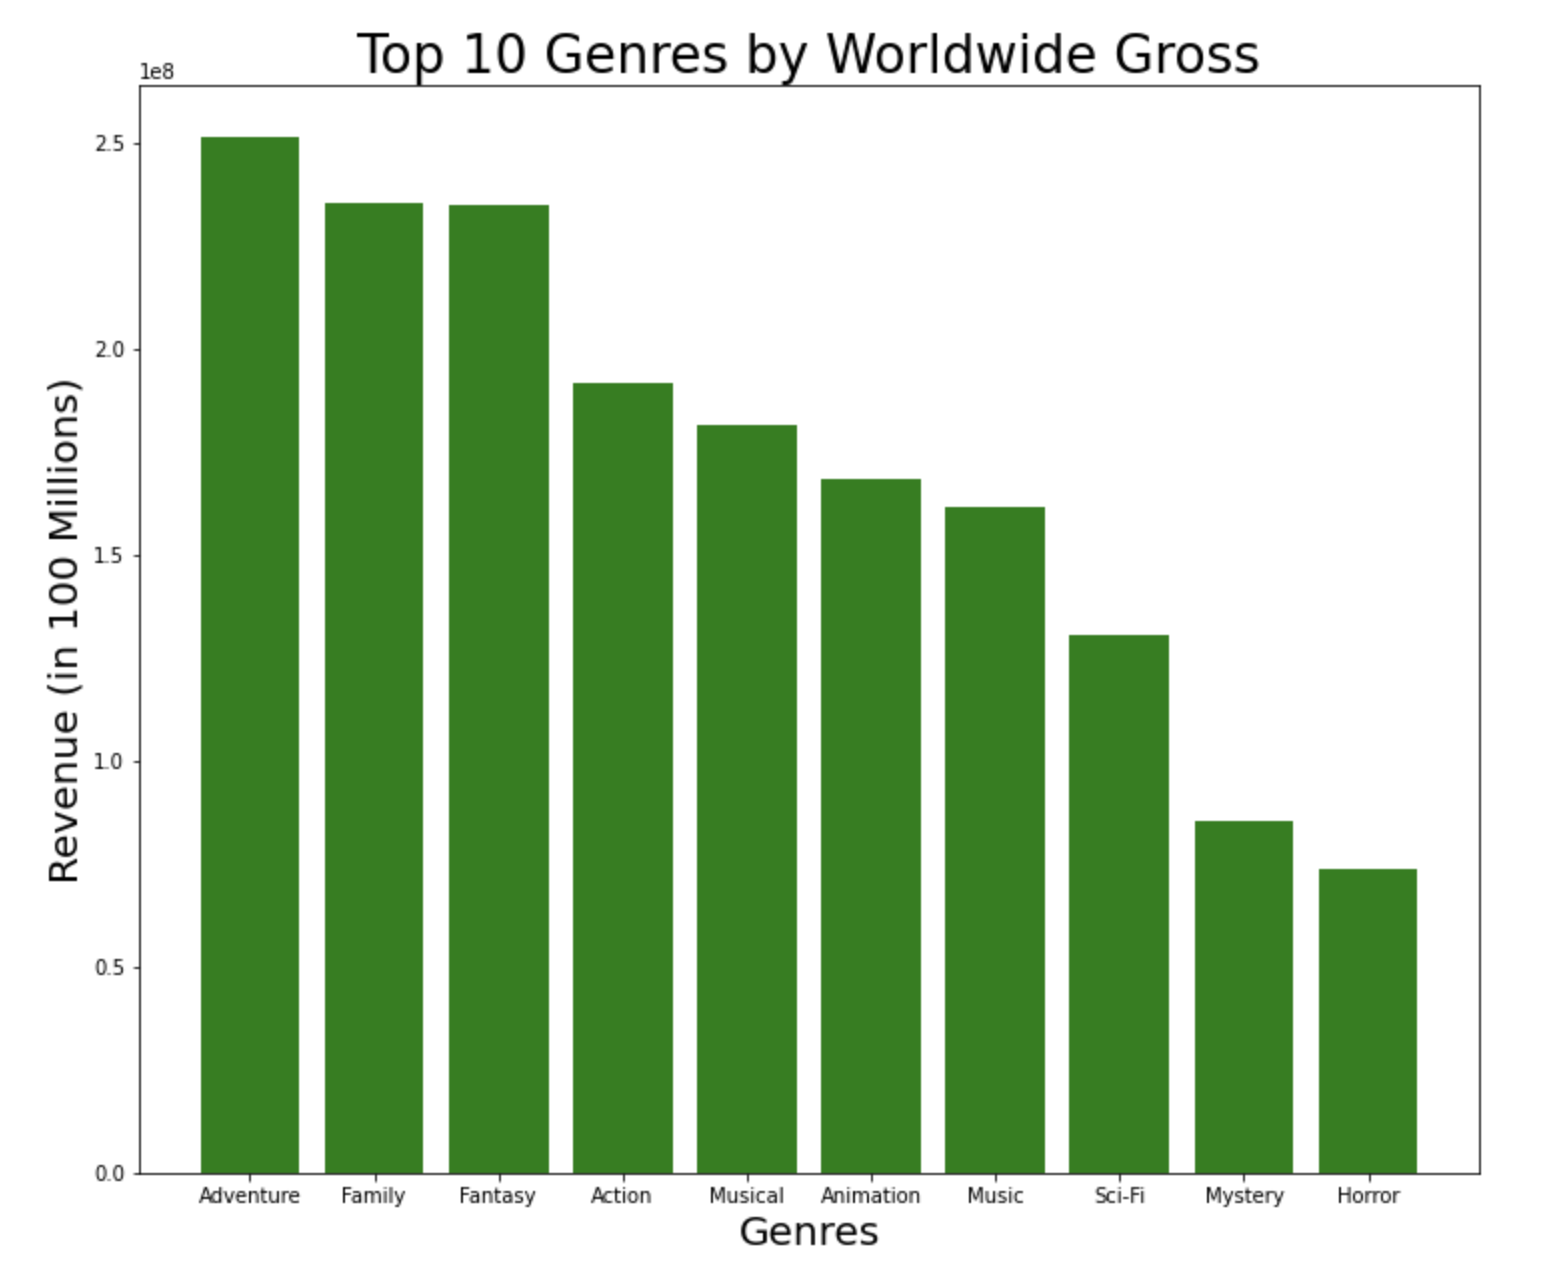 Top 10 Genres by Worldwide Gross
1e8
2.5
2.0
1.5
1.0
0.5
0.0
Revenue (in 100 Millions)
Adventure Family Fantasy Action Musical Animation Music Sci-Fi Mystery Horror
Genres